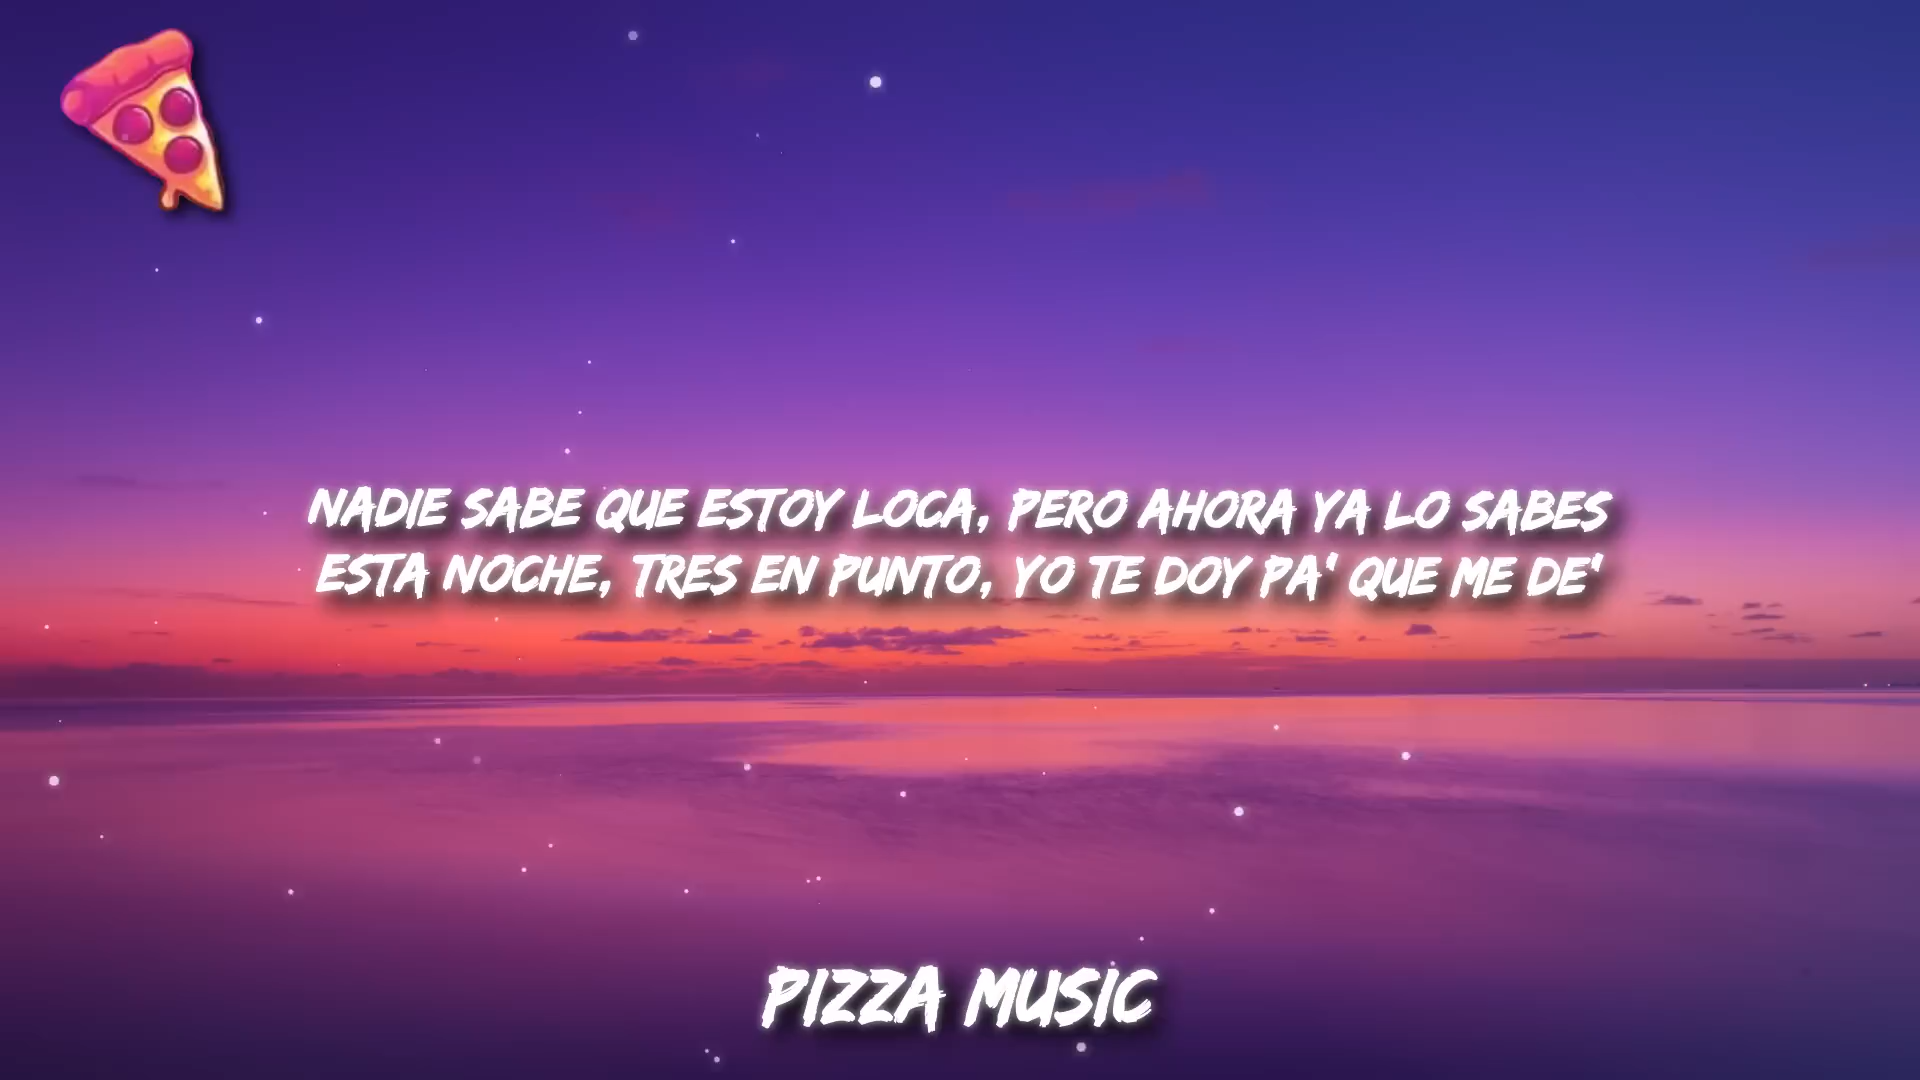 NADIE SABE QUE ESTOY LOCA, PERO AHORA YA LO SABES
ESTA NOCHE, TRES EN PUNTO, YO TE DOY PA' QUE ME DE'
PIZZA MUSIC